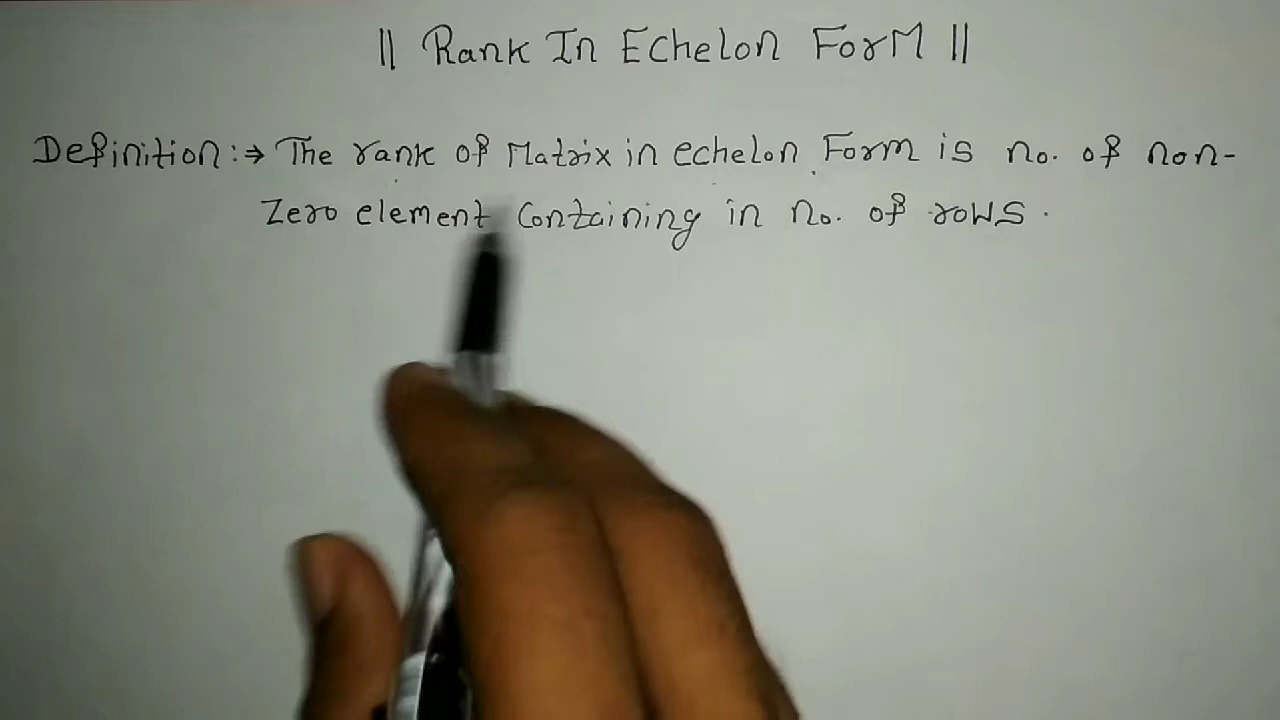 || Rank In Echelon Form ||
Definition :→ The rank of Matrix in echelon Form is no. of non-
Zero element Containing in no. of rows.